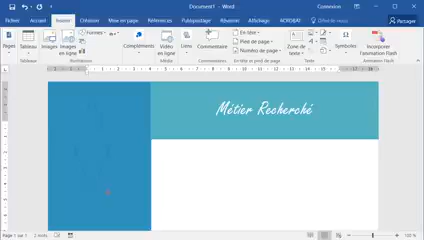 Document1 - Word
Connexion
Fichier Accueil Insertion Création Mise en page Références Publipostage Révision Affichage ACROBAT Dites-le nous Partager
Pages
Tableau
Images
Images en ligne
Formes
Compléments
Vidéo en ligne
Liens
Commentaire
En-tête
Pied de page
Numéro de page
Zone de texte
Symboles
Incorporer l'animation Flash
Tableaux
Illustrations
Média
Commentaires
En-tête et pied de page
Texte
Animation Flash
Métier Recherché
Page 1 sur 1 2 mots
100 %